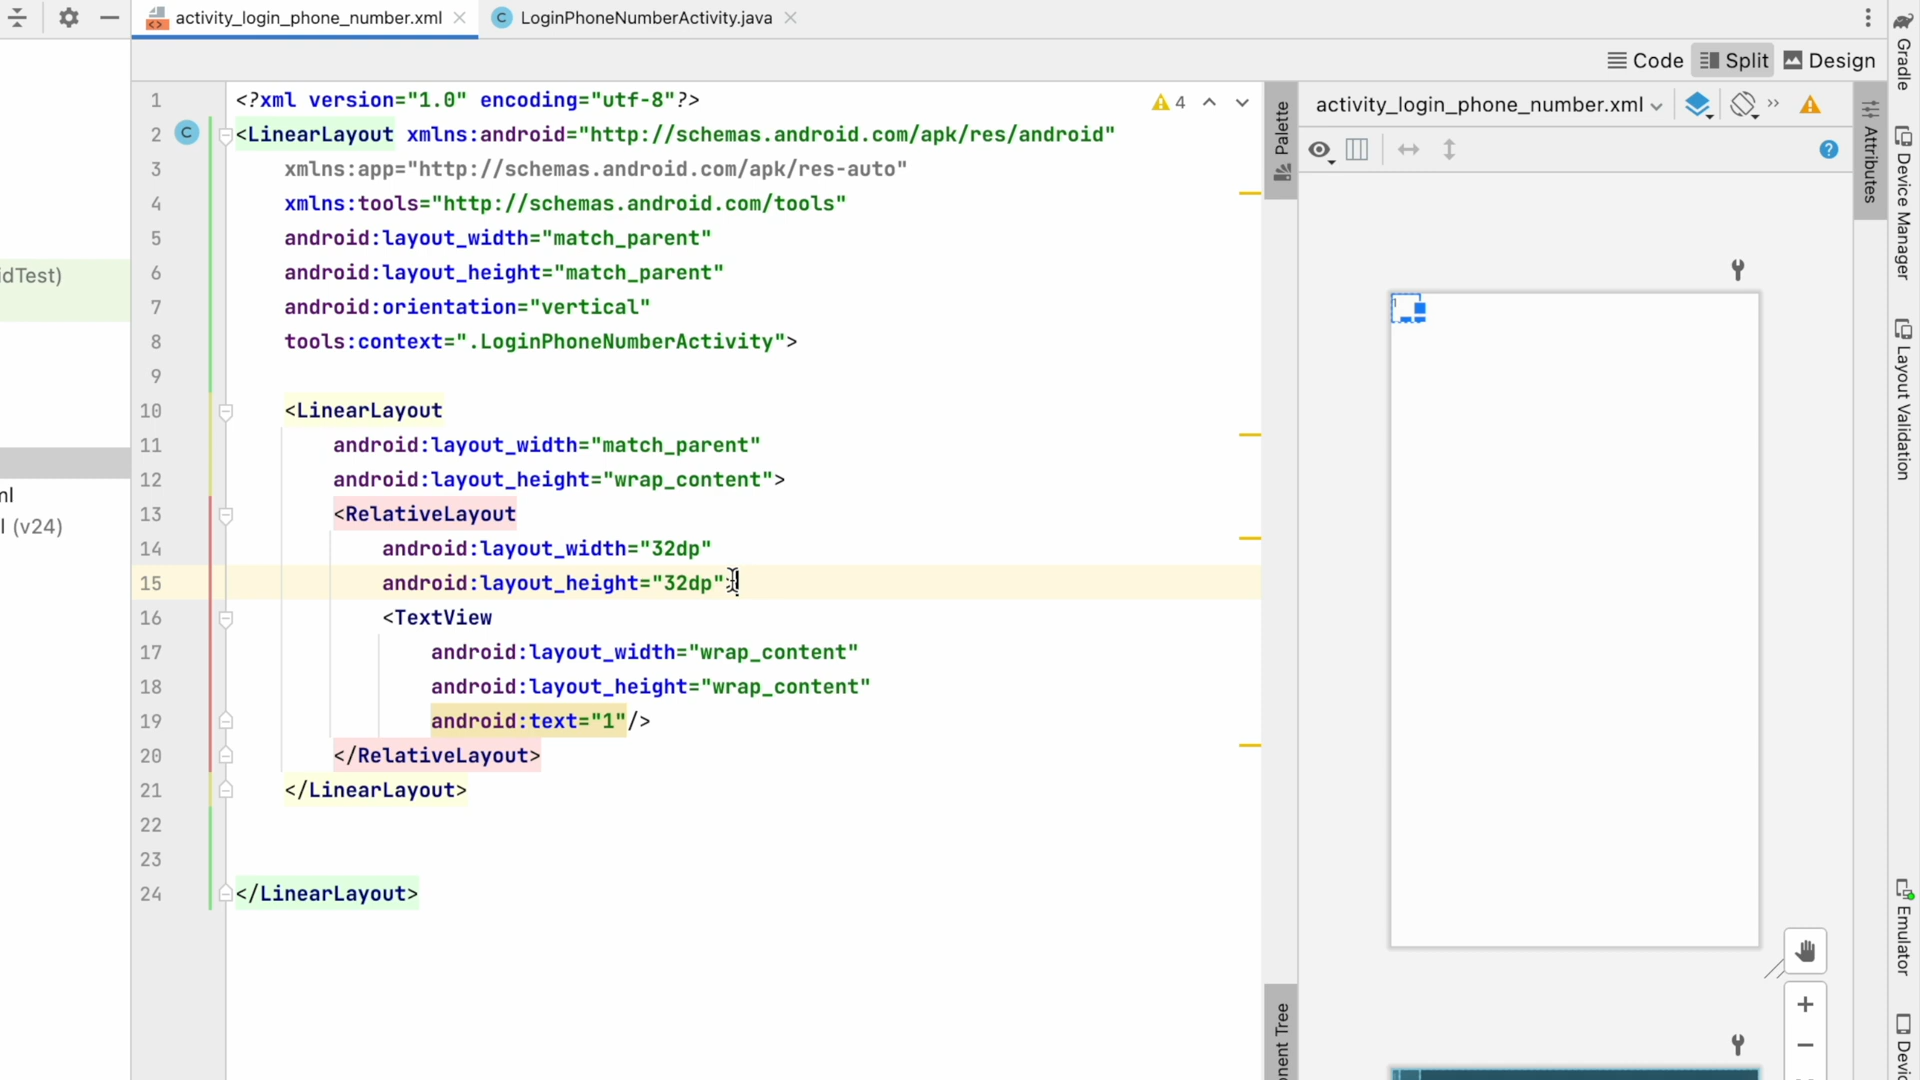 activity_login_phone_number.xml
LoginPhoneNumberActivity.java
Code
Split
Design
1 <?xml version="1.0" encoding="utf-8"?>
2 <LinearLayout xmlns:android="http://schemas.android.com/apk/res/android"
3 xmlns:app="http://schemas.android.com/apk/res-auto"
4 xmlns:tools="http://schemas.android.com/tools"
5 android:layout_width="match_parent"
6 android:layout_height="match_parent"
7 android:orientation="vertical"
8 tools:context=".LoginPhoneNumberActivity">
9
10 <LinearLayout
11 android:layout_width="match_parent"
12 android:layout_height="wrap_content">
13 <RelativeLayout
14 android:layout_width="32dp"
15 android:layout_height="32dp">
16 <TextView
17 android:layout_width="wrap_content"
18 android:layout_height="wrap_content"
19 android:text="1"/>
20 </RelativeLayout>
21 </LinearLayout>
22
23
24 </LinearLayout>
4
C
C
idTest)
ml
l (v24)
Palette
activity_login_phone_number.xml
?
1
nent Tree
Attributes
Gradle
Device Manager
Layout Validation
Emulator
Devic